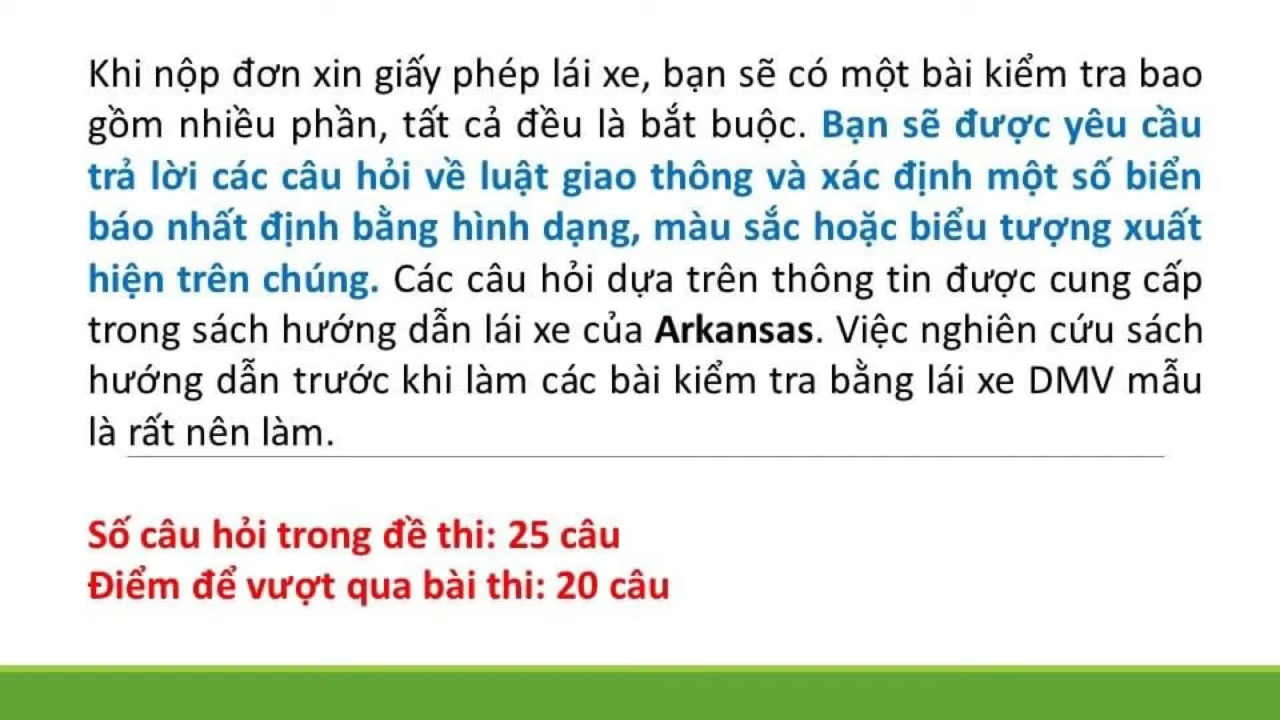 Khi nộp đơn xin giấy phép lái xe, bạn sẽ có một bài kiểm tra bao
gồm nhiều phần, tất cả đều là bắt buộc. Bạn sẽ được yêu cầu
trả lời các câu hỏi về luật giao thông và xác định một số biển
báo nhất định bằng hình dạng, màu sắc hoặc biểu tượng xuất
hiện trên chúng. Các câu hỏi dựa trên thông tin được cung cấp
trong sách hướng dẫn lái xe của Arkansas. Việc nghiên cứu sách
hướng dẫn trước khi làm các bài kiểm tra bằng lái xe DMV mẫu
là rất nên làm.
Số câu hỏi trong đề thi: 25 câu
Điểm để vượt qua bài thi: 20 câu